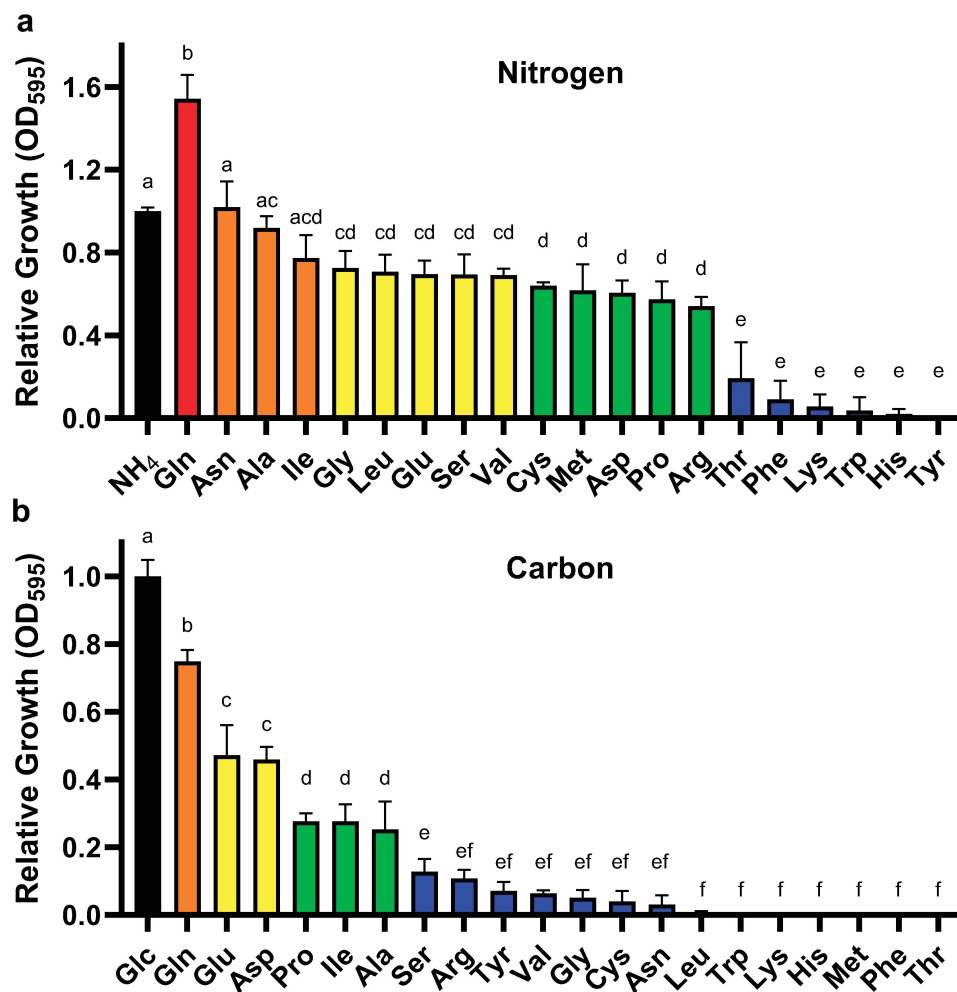 a
Nitrogen
Relative Growth (OD₅₉₅)
1.6
1.2
0.8
0.4
0.0
a b a ac acd cd cd cd cd cd d d d d d e e e e e e
NH₄ Gln Asn Ala Ile Gly Leu Glu Ser Val Cys Met Asp Pro Arg Thr Phe Lys Trp His Tyr
b
Carbon
Relative Growth (OD₅₉₅)
1.0
0.8
0.6
0.4
0.2
0.0
a b c c d d d e ef ef ef ef ef ef f f f f f f f
Glc Gln Glu Asp Pro Ile Ala Ser Arg Tyr Val Gly Cys Asn Leu Trp Lys His Met Phe Thr